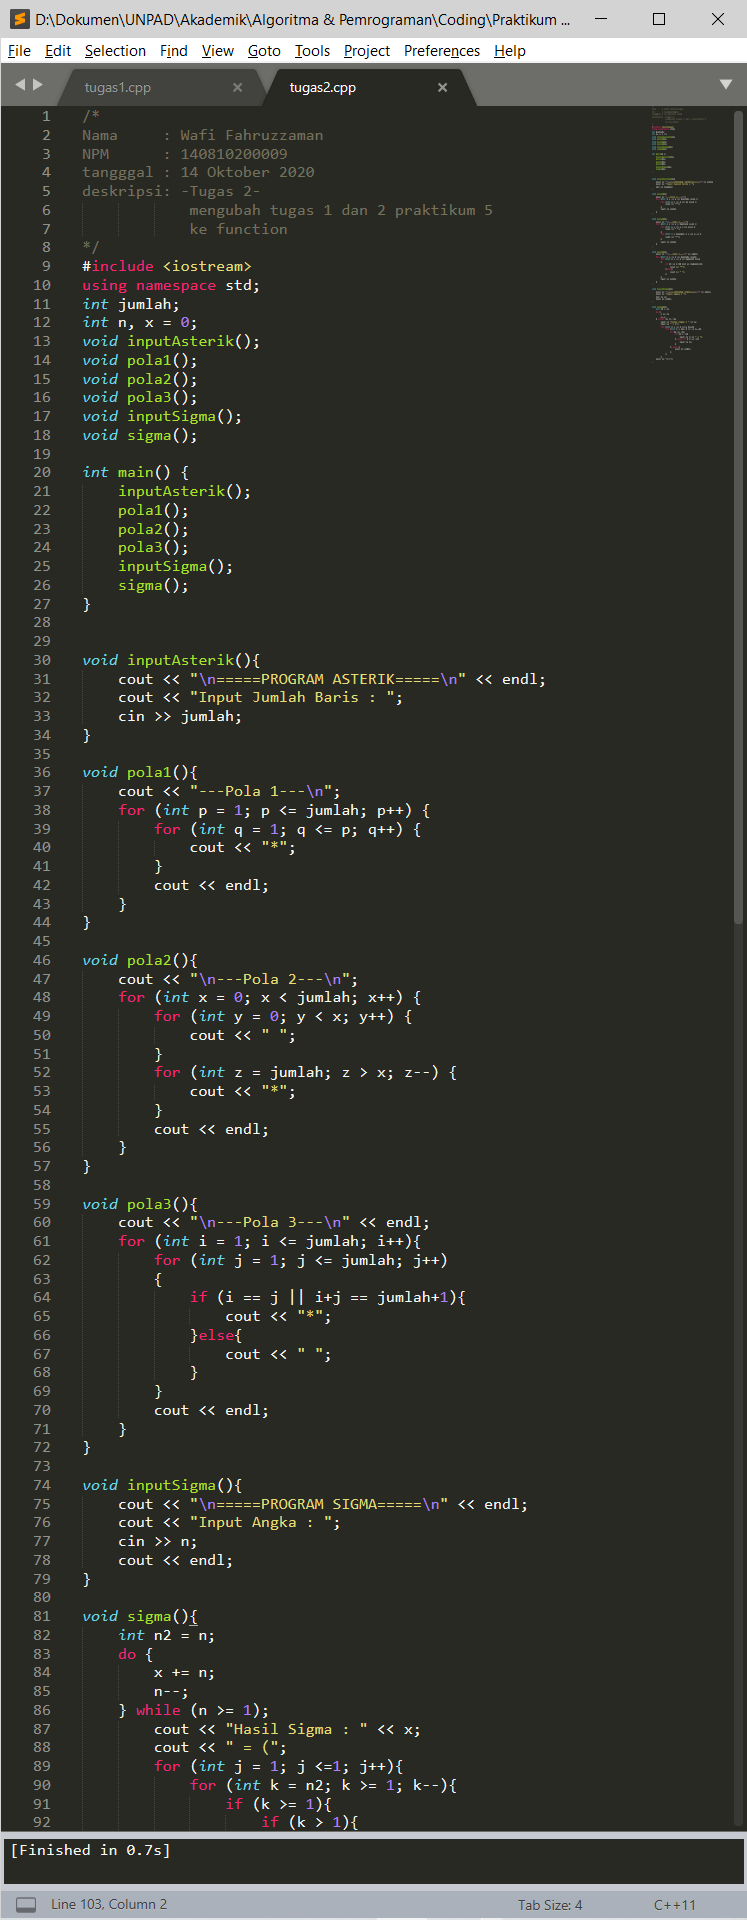 D:\Dokumen\UNPAD\Akademik\Algoritma & Pemrograman\Coding\Praktikum ...
File Edit Selection Find View Goto Tools Project Preferences Help
tugas1.cpp × tugas2.cpp ×
1 /*
2 Nama     : Wafi Fahruzzaman
3 NPM      : 140810200009
4 tangggal : 14 Oktober 2020
5 deskripsi: -Tugas 2-
6             mengubah tugas 1 dan 2 praktikum 5
7             ke function
8 */
9 #include <iostream>
10 using namespace std;
11 int jumlah;
12 int n, x = 0;
13 void inputAsterik();
14 void pola1();
15 void pola2();
16 void pola3();
17 void inputSigma();
18 void sigma();
19
20 int main() {
21     inputAsterik();
22     pola1();
23     pola2();
24     pola3();
25     inputSigma();
26     sigma();
27 }
28
29
30 void inputAsterik(){
31     cout << "\n=====PROGRAM ASTERIK=====\n" << endl;
32     cout << "Input Jumlah Baris : ";
33     cin >> jumlah;
34 }
35
36 void pola1(){
37     cout << "---Pola 1---\n";
38     for (int p = 1; p <= jumlah; p++) {
39         for (int q = 1; q <= p; q++) {
40             cout << "*";
41         }
42         cout << endl;
43     }
44 }
45
46 void pola2(){
47     cout << "\n---Pola 2---\n";
48     for (int x = 0; x < jumlah; x++) {
49         for (int y = 0; y < x; y++) {
50             cout << " ";
51         }
52         for (int z = jumlah; z > x; z--) {
53             cout << "*";
54         }
55         cout << endl;
56     }
57 }
58
59 void pola3(){
60     cout << "\n---Pola 3---\n" << endl;
61     for (int i = 1; i <= jumlah; i++){
62         for (int j = 1; j <= jumlah; j++)
63         {
64             if (i == j || i+j == jumlah+1){
65                 cout << "*";
66             }else{
67                 cout << " ";
68             }
69         }
70         cout << endl;
71     }
72 }
73
74 void inputSigma(){
75     cout << "\n=====PROGRAM SIGMA=====\n" << endl;
76     cout << "Input Angka : ";
77     cin >> n;
78     cout << endl;
79 }
80
81 void sigma(){
82     int n2 = n;
83     do {
84         x += n;
85         n--;
86     } while (n >= 1);
87         cout << "Hasil Sigma : " << x;
88         cout << " = (";
89         for (int j = 1; j <=1; j++){
90             for (int k = n2; k >= 1; k--){
91                 if (k >= 1){
92                     if (k > 1){
[Finished in 0.7s]
Line 103, Column 2 Tab Size: 4 C++11